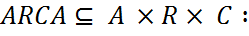 ARCA ⊆ A × R × C :